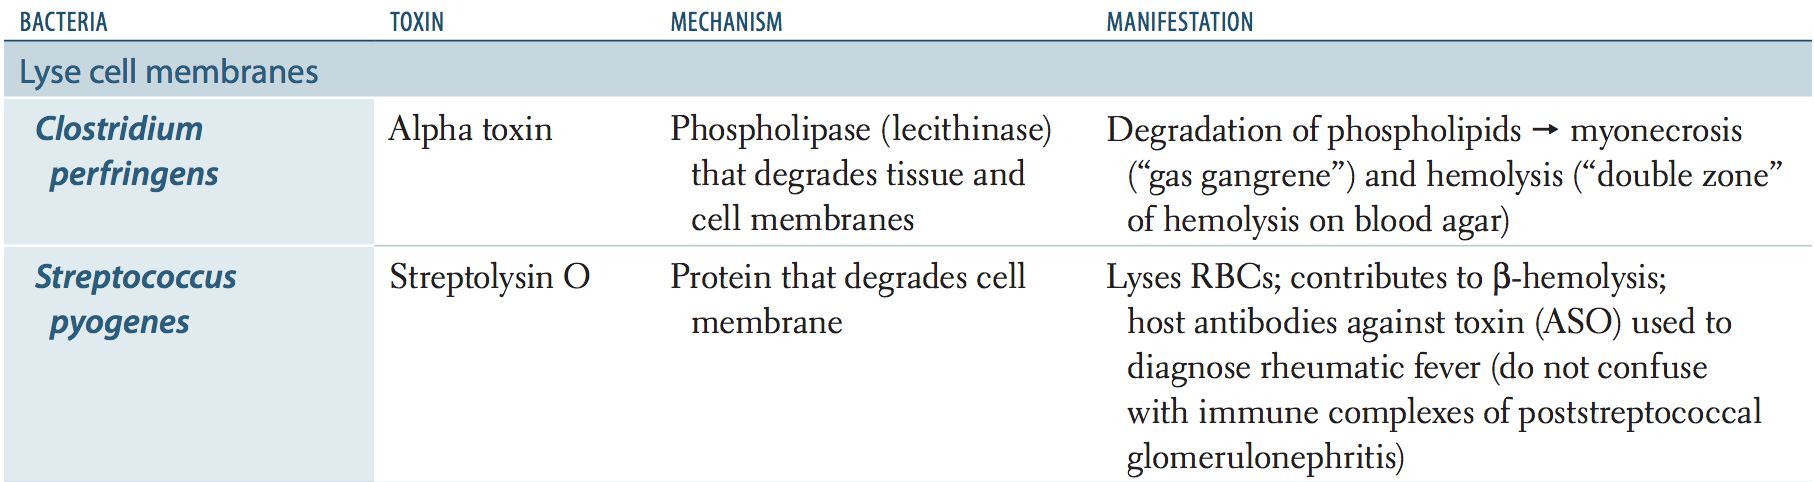 BACTERIA TOXIN MECHANISM MANIFESTATION
Lyse cell membranes
Clostridium perfringens
Alpha toxin
Phospholipase (lecithinase)
that degrades tissue and
cell membranes
Degradation of phospholipids → myonecrosis
(“gas gangrene”) and hemolysis (“double zone”
of hemolysis on blood agar)
Streptococcus
pyogenes
Streptolysin O
Protein that degrades cell
membrane
Lyses RBCs; contributes to β-hemolysis;
host antibodies against toxin (ASO) used to
diagnose rheumatic fever (do not confuse
with immune complexes of poststreptococcal
glomerulonephritis)